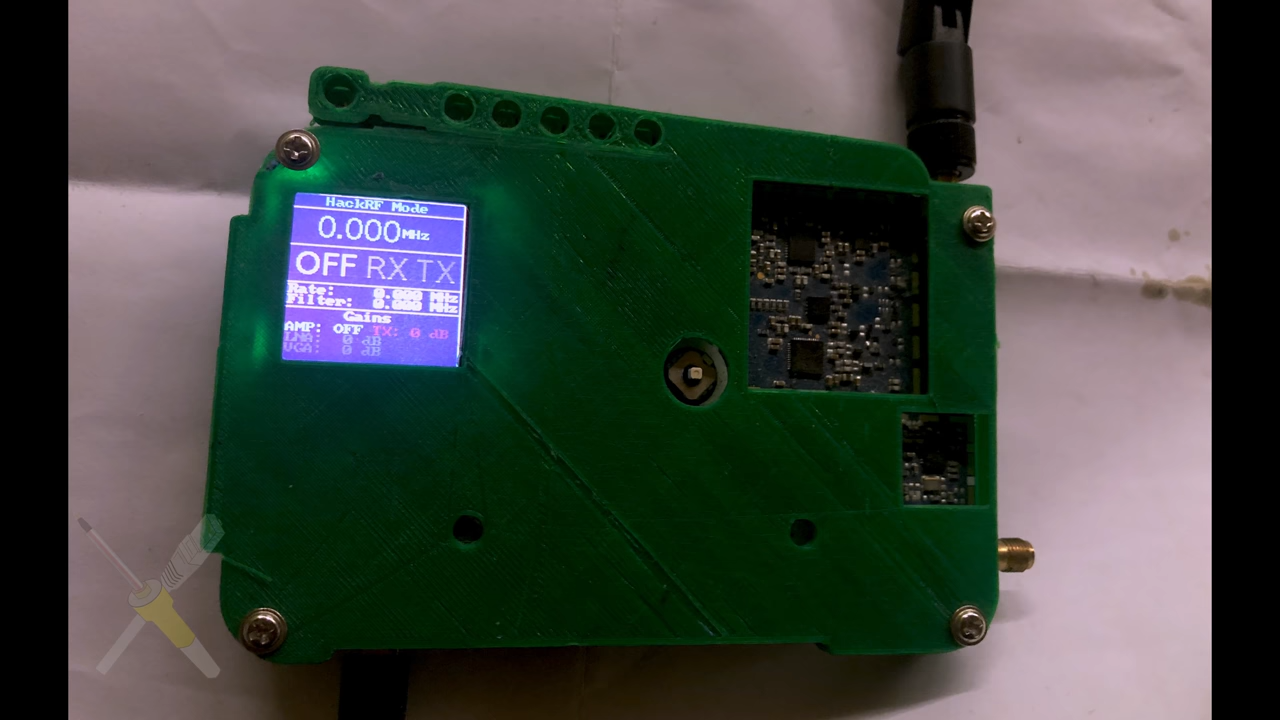 HackRF Mode
0.000MHz
OFF RX TX
Rate: 0.000 MHz
Filter: 0.000 MHz
Gains
AMP: OFF TX: 0 dB
LNA: 0 dB
VGA: 0 dB